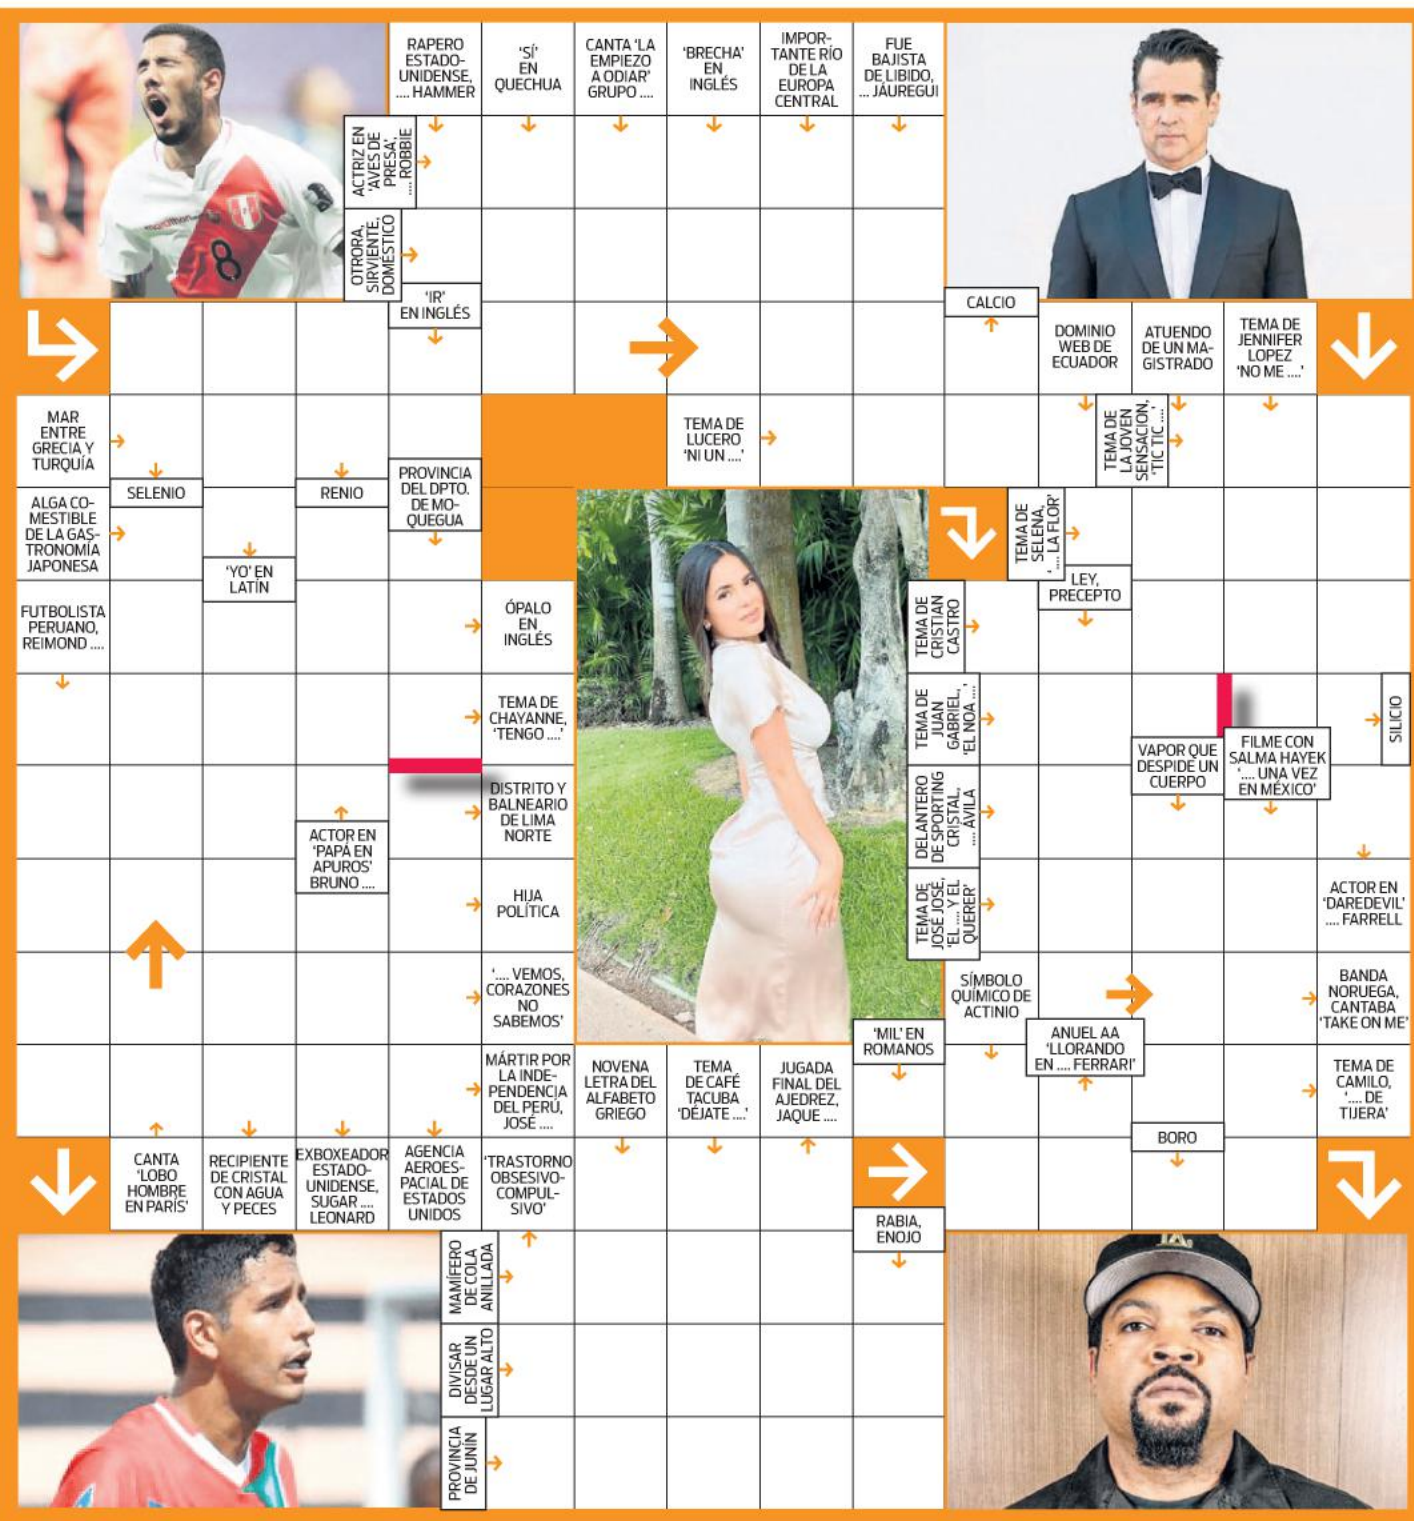 RAPERO
ESTADO-
UNIDENSE,
.... HAMMER
'SÍ'
EN
QUECHUA
CANTA 'LA
EMPIEZO
A ODIAR'
GRUPO ....
'BRECHA'
EN
INGLÉS
IMPOR-
TANTE RÍO
DE LA
EUROPA
CENTRAL
FUE
BAJISTA
DE LIBIDO,
... JÁUREGUI
ACTRIZ EN
'AVES DE
PRESA',
.... ROBBIE
OTRORA,
SIRVIENTE,
DOMÉSTICO
8
'IR'
EN INGLÉS
CALCIO
DOMINIO
WEB DE
ECUADOR
ATUENDO
DE UN MA-
GISTRADO
TEMA DE
JENNIFER
LOPEZ
'NO ME ....'
MAR
ENTRE
GRECIA Y
TURQUÍA
TEMA DE
LUCERO
'NI UN ....'
TEMA DE
LA JOVEN
SENSACION,
'TIC TIC ....
SELENIO
RENIO
PROVINCIA
DEL DPTO.
DE MO-
QUEGUA
ALGA CO-
MESTIBLE
DE LA GAS-
TRONOMÍA
JAPONESA
TEMA DE
SELENA,
'.... LA FLOR'
'YO' EN
LATÍN
LEY,
PRECEPTO
FUTBOLISTA
PERUANO,
REIMOND ....
ÓPALO
EN
INGLÉS
TEMA DE
CRISTIAN
CASTRO
TEMA DE
CHAYANNE,
'TENGO ....'
TEMA DE
JUAN
GABRIEL,
'EL NOA ....'
SILICIO
VAPOR QUE
DESPIDE UN
CUERPO
FILME CON
SALMA HAYEK
'.... UNA VEZ
EN MÉXICO'
DISTRITO Y
BALNEARIO
DE LIMA
NORTE
DELANTERO
DE SPORTING
CRISTAL,
.... ÁVILA
ACTOR EN
'PAPÁ EN
APUROS'
BRUNO ....
HIJA
POLÍTICA
TEMA DE
JOSÉ JOSÉ,
'EL .... Y EL
QUERER'
ACTOR EN
'DAREDEVIL'
.... FARRELL
'.... VEMOS,
CORAZONES
NO
SABEMOS'
SÍMBOLO
QUÍMICO DE
ACTINIO
BANDA
NORUEGA,
CANTABA
'TAKE ON ME'
'MIL' EN
ROMANOS
ANUEL AA
'LLORANDO
EN .... FERRARI'
MÁRTIR POR
LA INDE-
PENDENCIA
DEL PERÚ,
JOSÉ ....
NOVENA
LETRA DEL
ALFABETO
GRIEGO
TEMA
DE CAFÉ
TACUBA
'DÉJATE ....'
JUGADA
FINAL DEL
AJEDREZ,
JAQUE ....
TEMA DE
CAMILO,
'.... DE
TIJERA'
BORO
CANTA
'LOBO
HOMBRE
EN PARÍS'
RECIPIENTE
DE CRISTAL
CON AGUA
Y PECES
EXBOXEADOR
ESTADO-
UNIDENSE,
SUGAR ....
LEONARD
AGENCIA
AEROES-
PACIAL DE
ESTADOS
UNIDOS
'TRASTORNO
OBSESIVO-
COMPUL-
SIVO'
RABIA,
ENOJO
MAMÍFERO
DE COLA
ANILLADA
DIVISAR
DESDE UN
LUGAR ALTO
PROVINCIA
DE JUNÍN